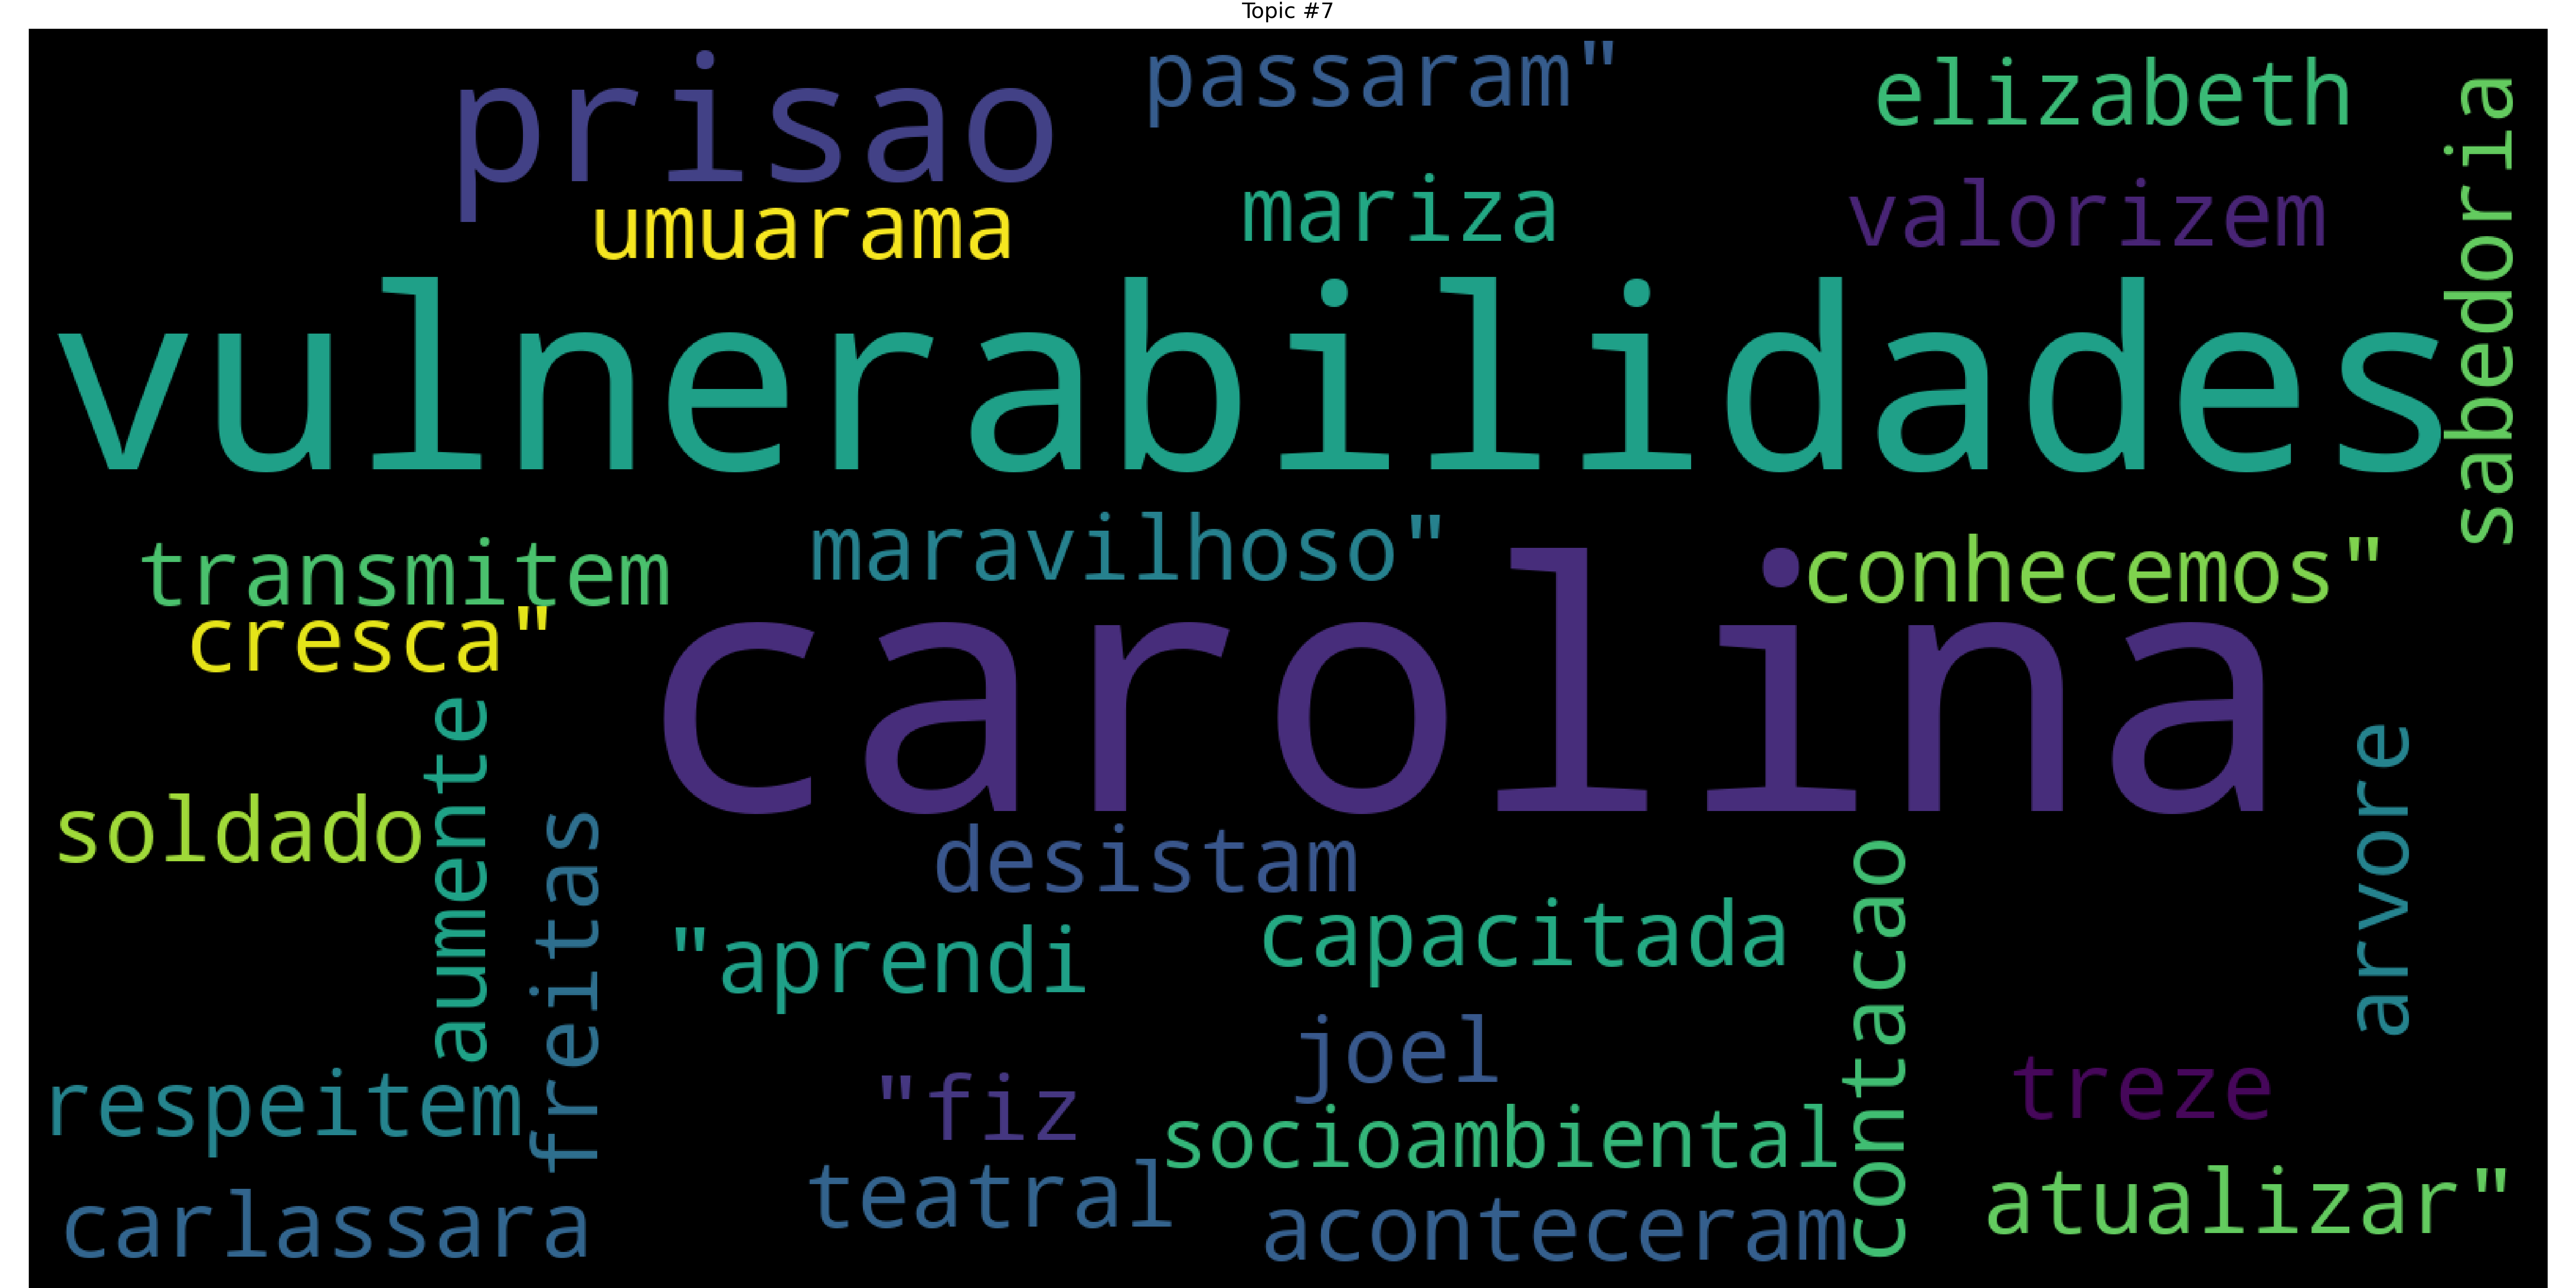 Topic #7
prisao
passaram"
elizabeth
sabedoria
umuarama
mariza
valorizem
vulnerabilidades
transmitem
maravilhoso"
conhecemos"
cresca"
carolina
aumente
soldado
freitas
desistam
arvore
"aprendi
capacitada
contacao
joel
respeitem
"fiz
socioambiental
treze
carlassara
teatral
aconteceram
atualizar"